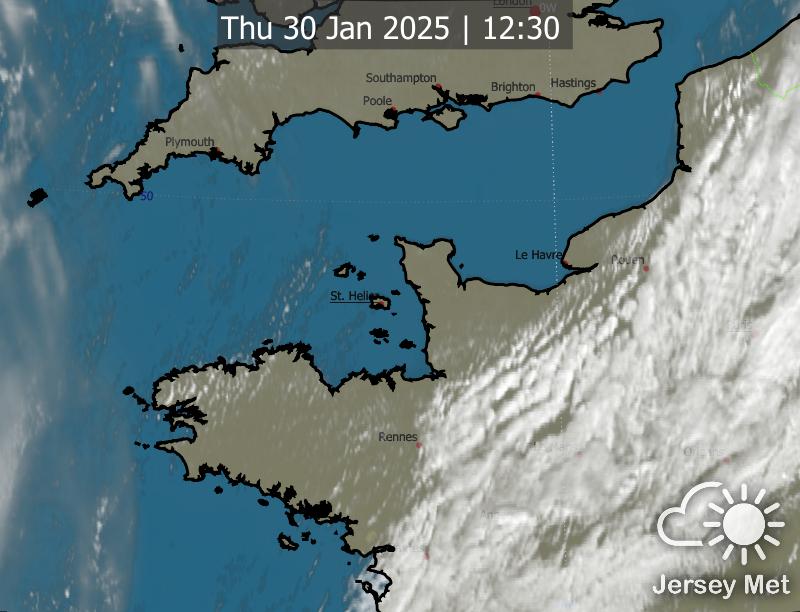 London
0W
Thu 30 Jan 2025 | 12:30
Southampton
Brighton
Hastings
Poole
Plymouth
50
Le Havre
Rouen
St. Helier
Rennes
Jersey Met